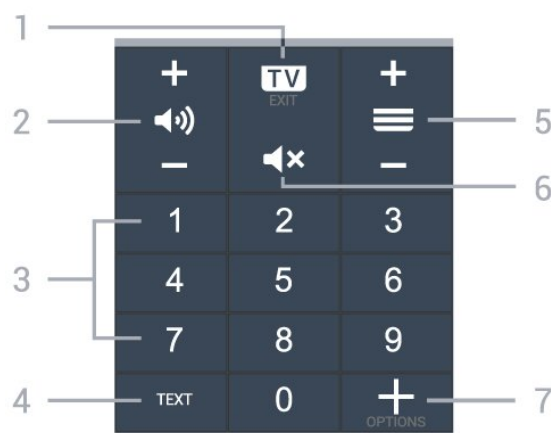 1
+ TV +
EXIT
2 5
- -
6
1 2 3
3
4 5 6
7 8 9
4 TEXT 0 + 7
OPTIONS